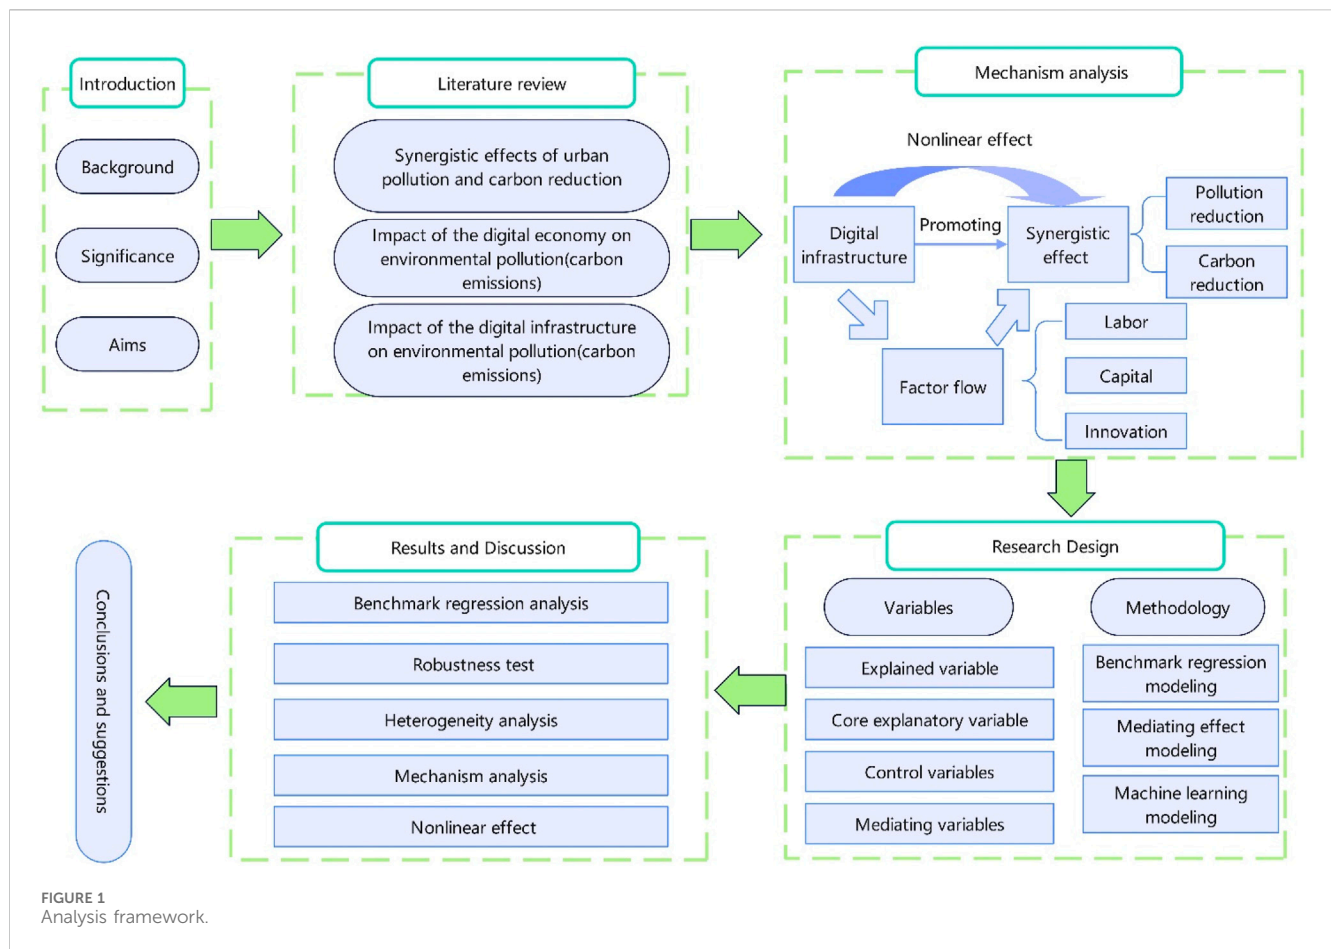 Introduction
Background
Significance
Aims
Literature review
Synergistic effects of urban
pollution and carbon reduction
Impact of the digital economy on
environmental pollution(carbon
emissions)
Impact of the digital infrastructure
on environmental pollution(carbon
emissions)
Mechanism analysis
Nonlinear effect
Digital
infrastructure
Promoting
Synergistic
effect
Pollution
reduction
Carbon
reduction
Factor flow
Labor
Capital
Innovation
Research Design
Variables
Explained variable
Core explanatory variable
Control variables
Mediating variables
Methodology
Benchmark regression
modeling
Mediating effect
modeling
Machine learning
modeling
Results and Discussion
Benchmark regression analysis
Robustness test
Heterogeneity analysis
Mechanism analysis
Nonlinear effect
Conclusions and suggestions
FIGURE 1
Analysis framework.